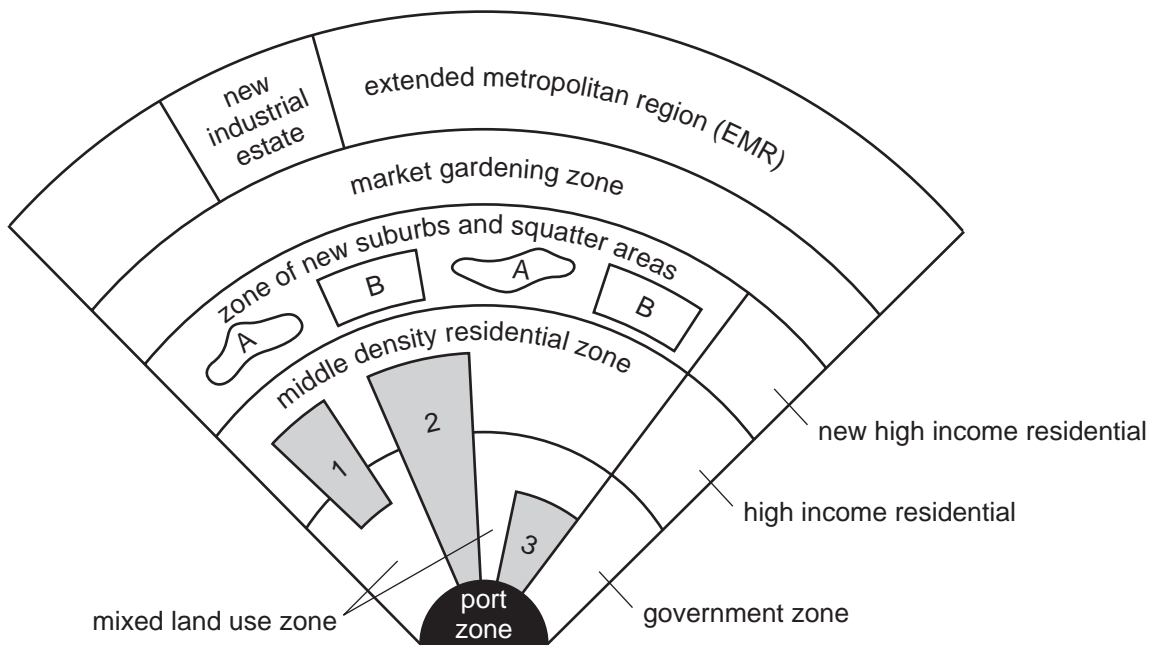 new
industrial
estate
extended metropolitan region (EMR)
market gardening zone
zone of new suburbs and squatter areas
A
B
A
B
middle density residential zone
1
2
3
new high income residential
high income residential
government zone
mixed land use zone
port
zone